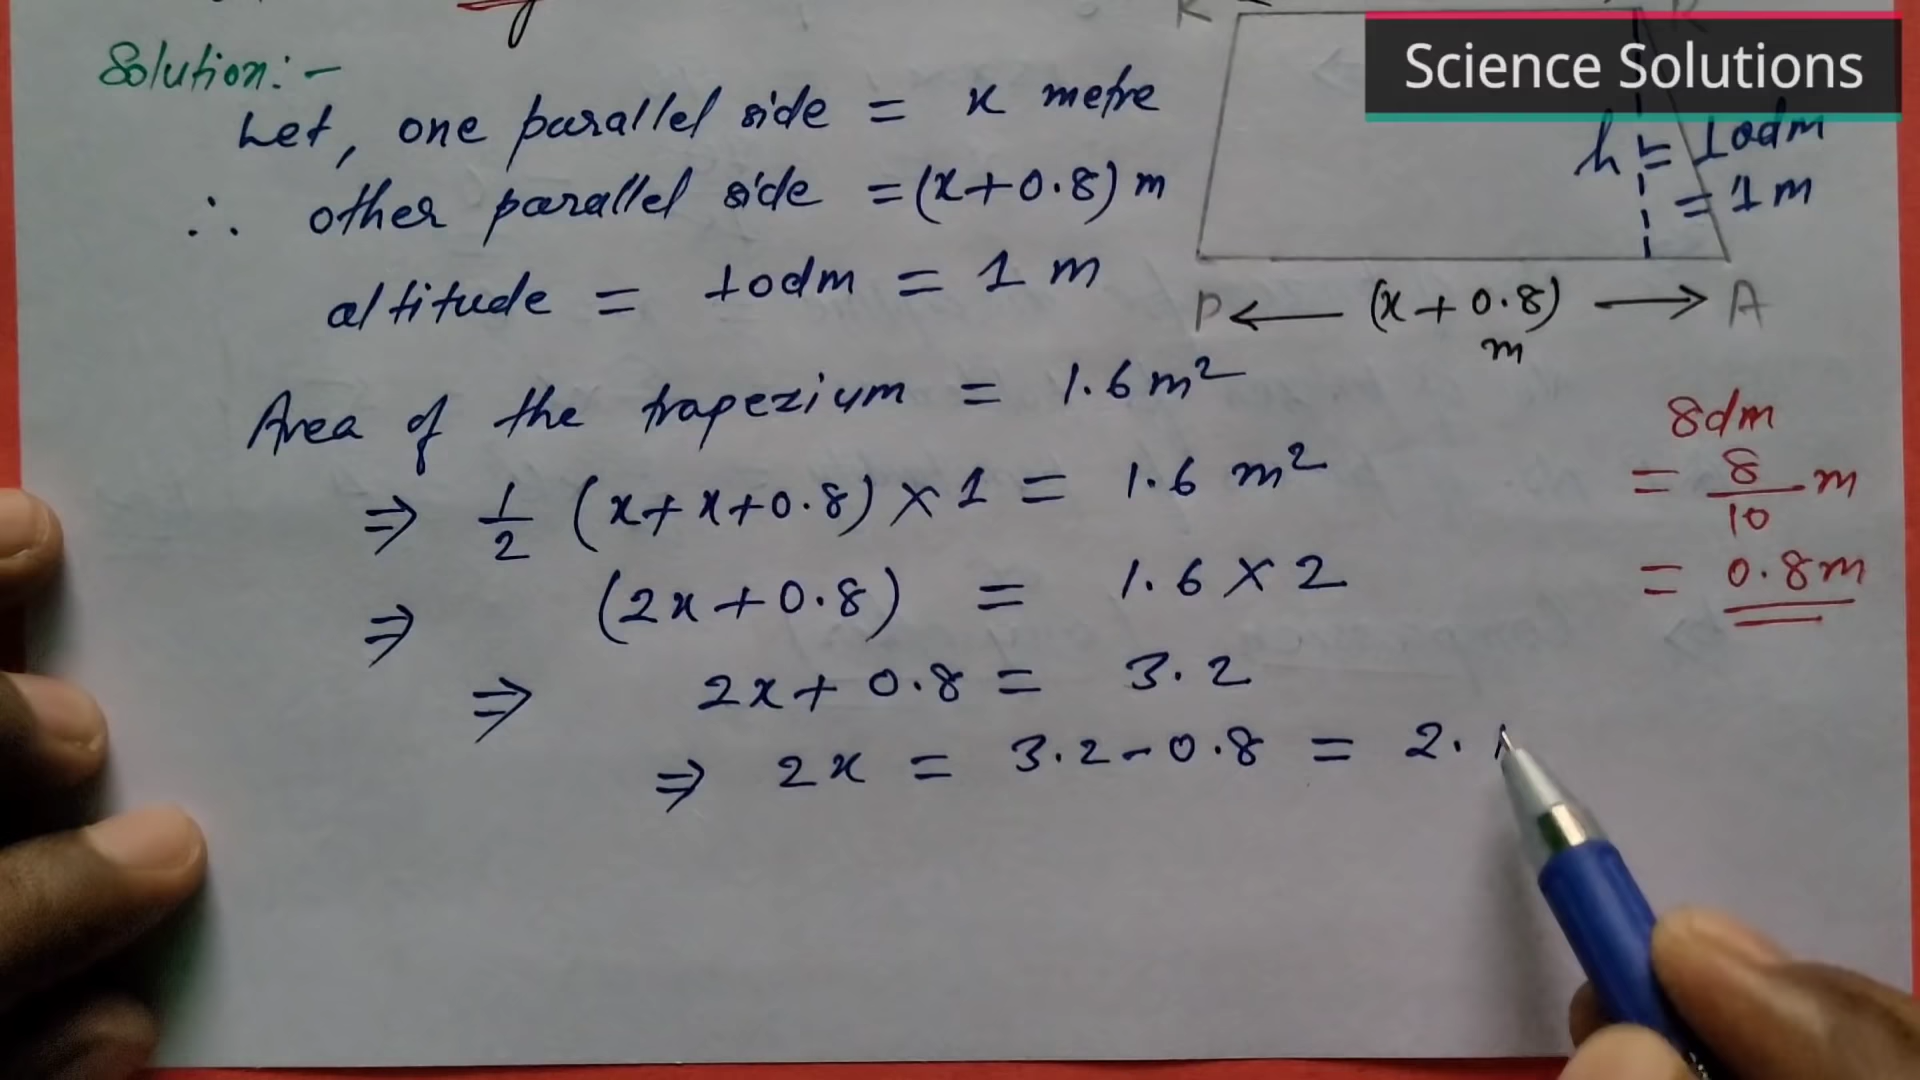 Science Solutions
Solution:-
Let, one parallel side = x metre
∴ other parallel side = (x+0.8) m
altitude = 10dm = 1 m
h = 10dm
= 1m
P ← (x+0.8) → A
m
Area of the trapezium = 1.6m²
⇒ 1/2 (x+x+0.8)×1 = 1.6 m²
⇒ (2x+0.8) = 1.6×2
⇒ 2x+0.8 = 3.2
⇒ 2x = 3.2-0.8 = 2.
8dm
= 8/10 m
= 0.8m